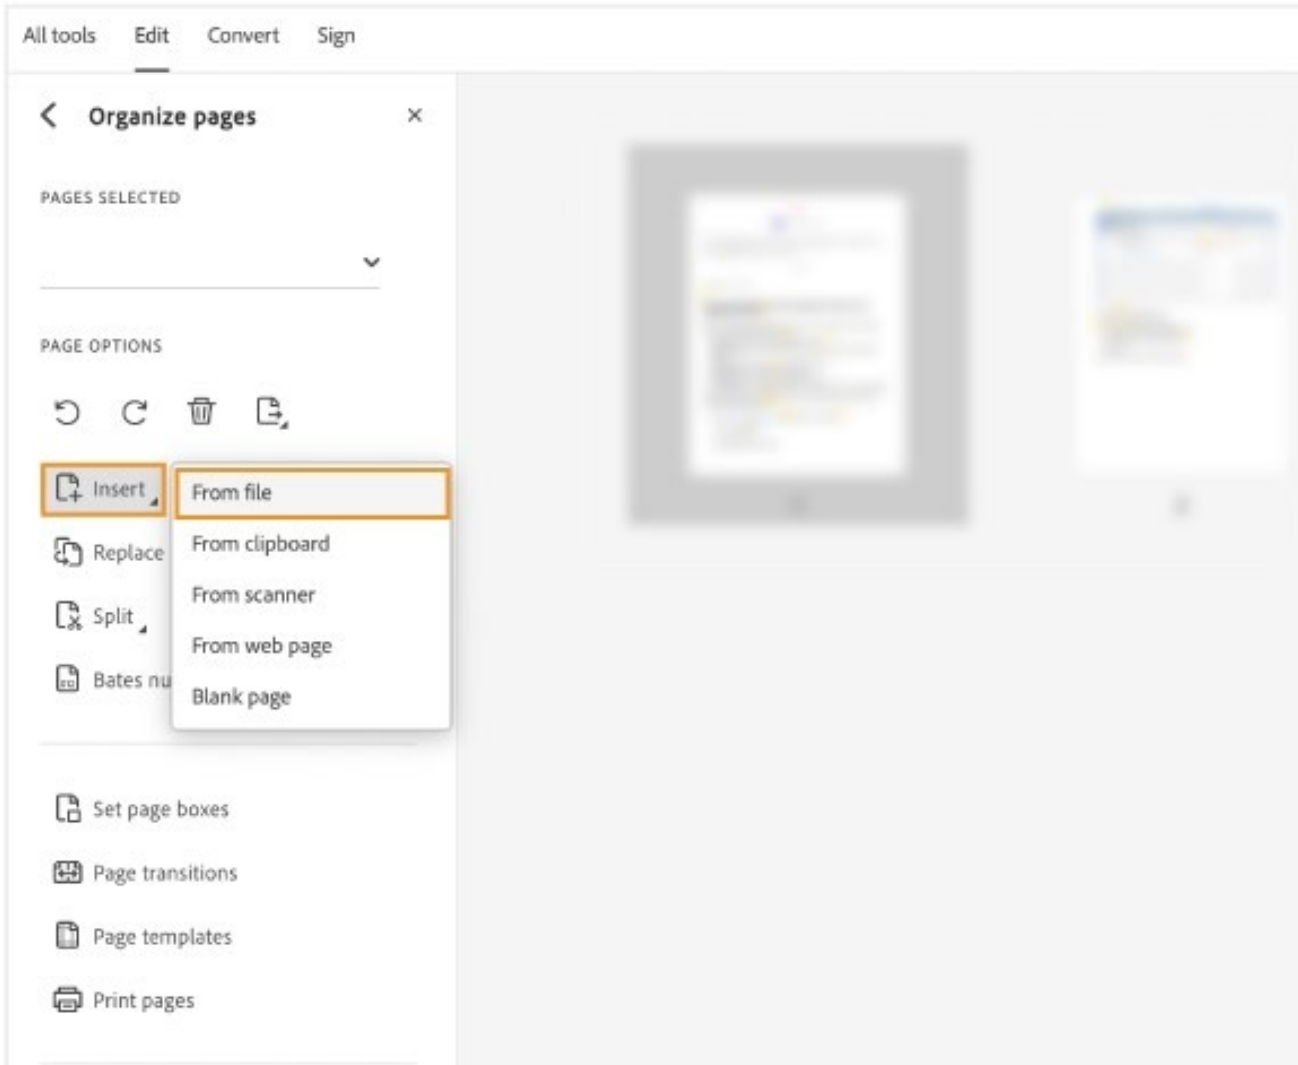 All tools Edit Convert Sign
Organize pages
PAGES SELECTED
PAGE OPTIONS
Insert
From file
From clipboard
From scanner
From web page
Blank page
Replace
Split
Bates nu
Set page boxes
Page transitions
Page templates
Print pages